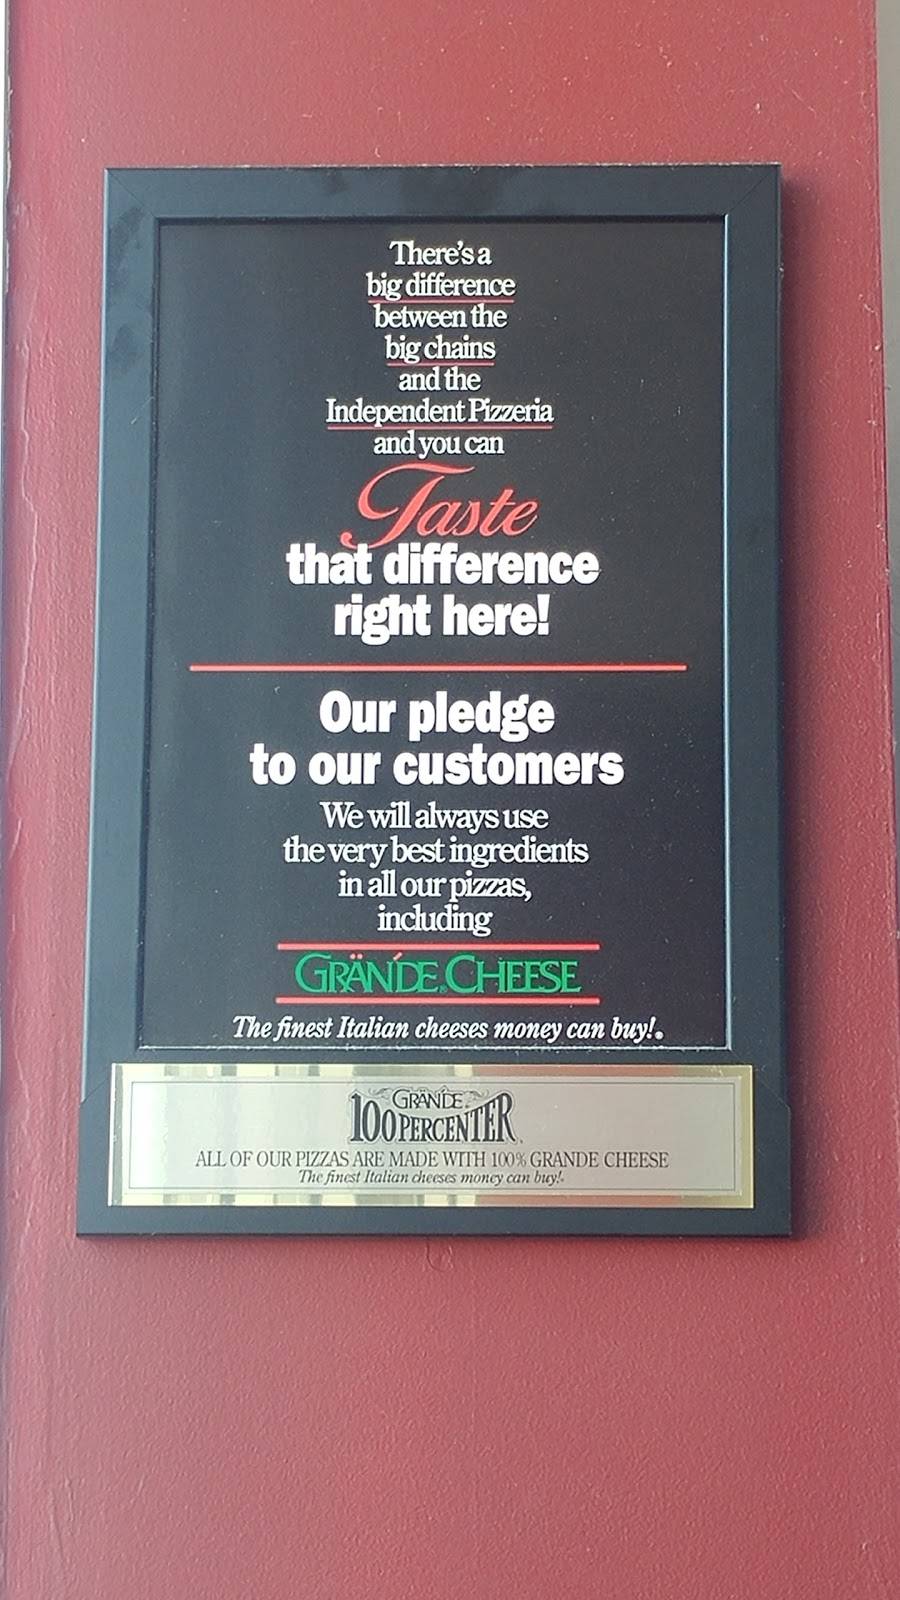 There's a
big difference
between the
big chains
and the
Independent Pizzeria
and you can
Taste
that difference
right here!
Our pledge
to our customers
We will always use
the very best ingredients
in all our pizzas,
including
GRANDE® CHEESE
The finest Italian cheeses money can buy!®
GRANDE
100 PERCENTER
ALL OF OUR PIZZAS ARE MADE WITH 100% GRANDE CHEESE
The finest Italian cheeses money can buy!®